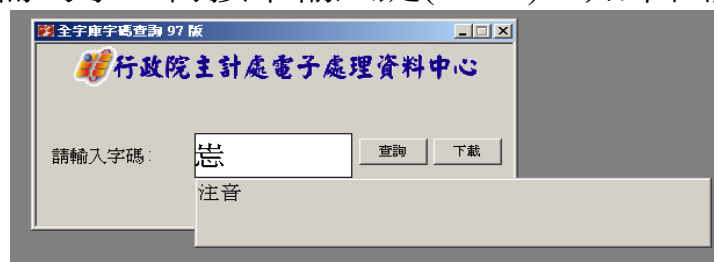 全字庫字碼查詢 97 版
行政院主計處電子處理資料中心
請輸入字碼:
查詢
下載
注音